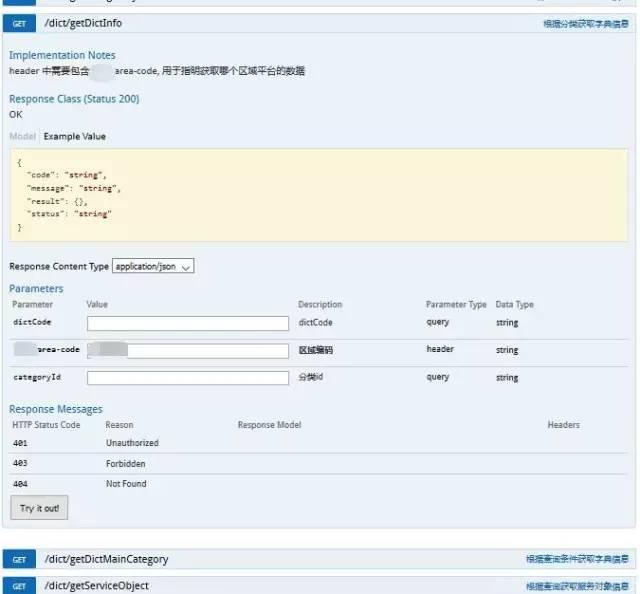 GET /dict/getDictInfo 根据分类获取字典信息
Implementation Notes
header 中需要包含 area-code, 用于指明获取哪个区域平台的数据
Response Class (Status 200)
OK
Model Example Value
{
"code": "string",
"message": "string",
"result": {},
"status": "string"
}
Response Content Type application/json
Parameters
Parameter Value Description Parameter Type Data Type
dictCode dictCode query string
area-code 区域编码 header string
categoryId 分类id query string
Response Messages
HTTP Status Code Reason Response Model Headers
401 Unauthorized
403 Forbidden
404 Not Found
Try it out!
GET /dict/getDictMainCategory 根据查询条件获取字典信息
GET /dict/getServiceObject 根据查询获取服务对象信息